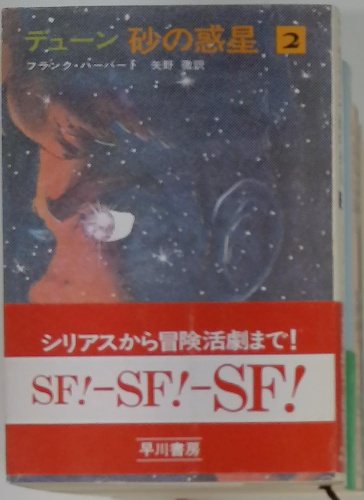 デューン 砂の惑星 2
フランク・ハーバート 矢野 徹訳
シリアスから冒険活劇まで!
SF!–SF!–SF!
早川書房